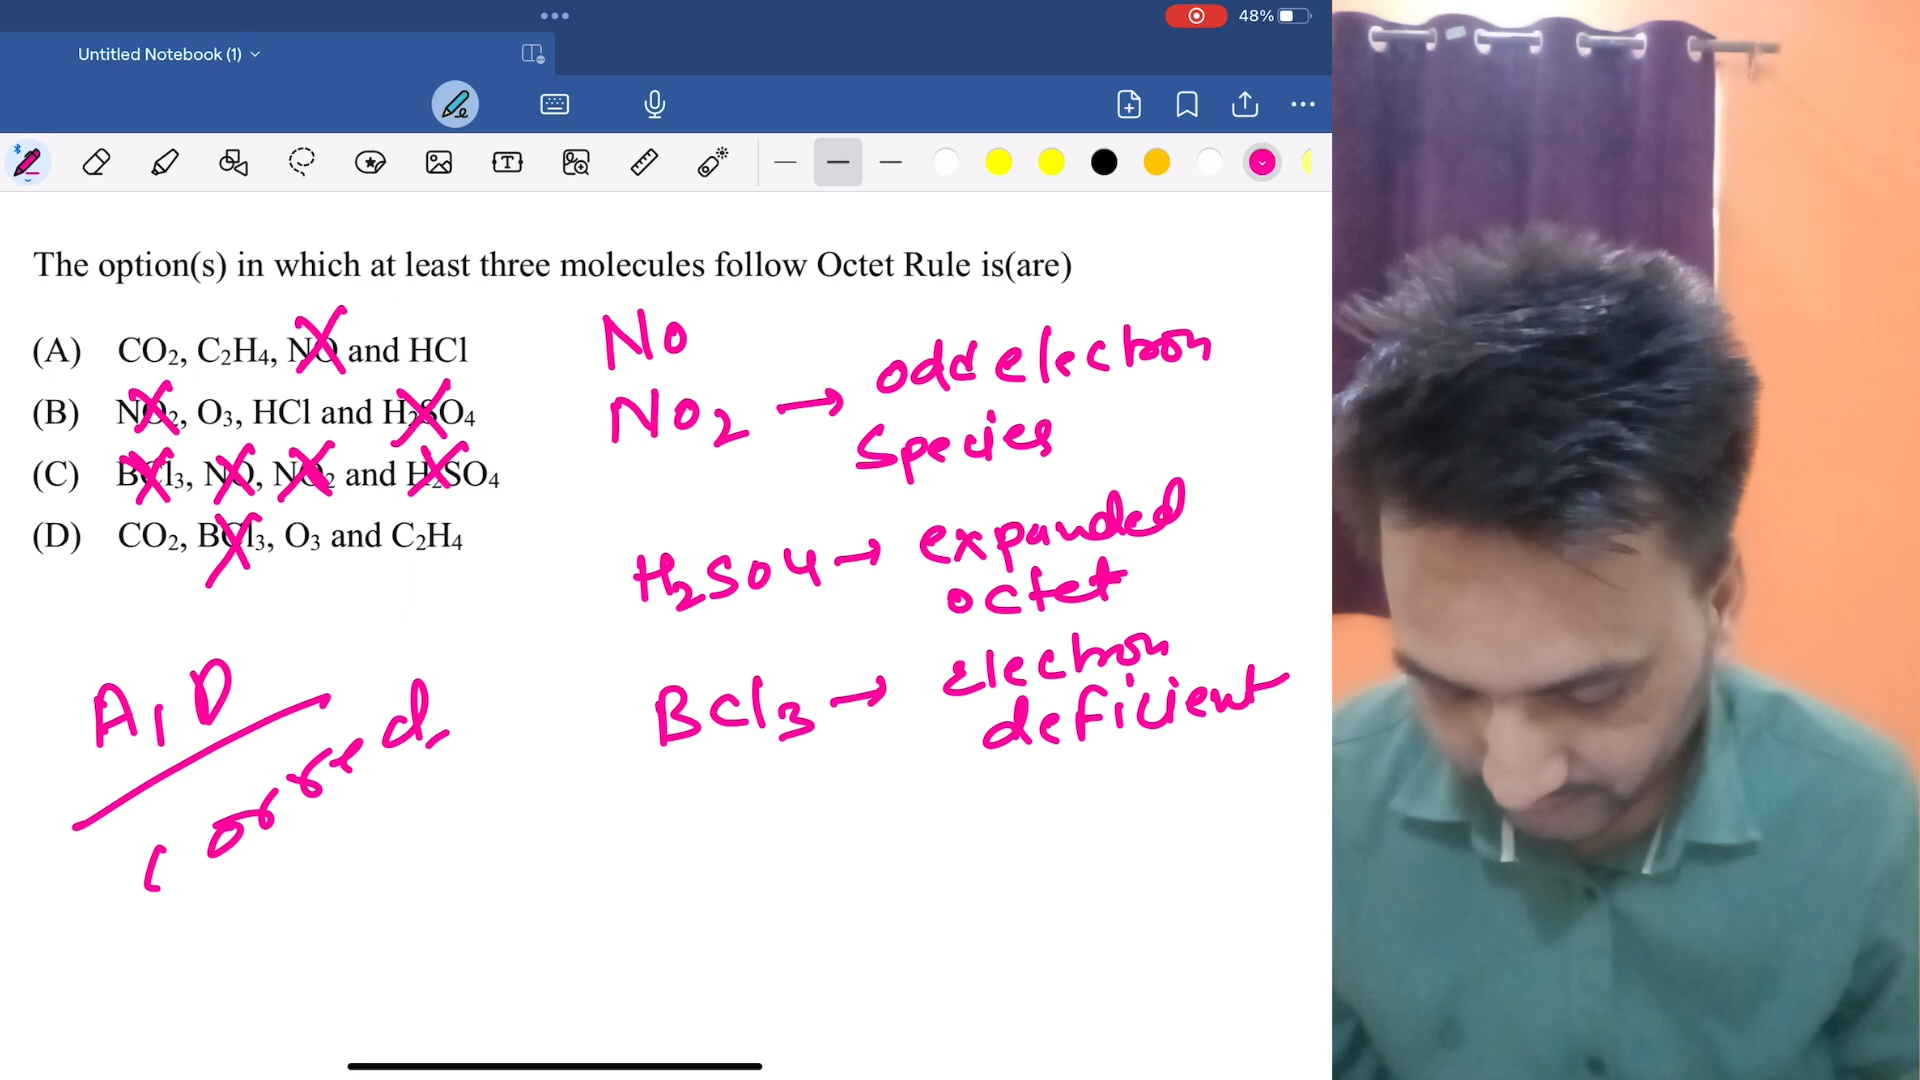 48%
Untitled Notebook (1)
The option(s) in which at least three molecules follow Octet Rule is(are)
(A) CO₂, C₂H₄, NO and HCl
(B) NO₂, O₃, HCl and H₂SO₄
(C) BCl₃, NO, NO₂ and H₂SO₄
(D) CO₂, BCl₃, O₃ and C₂H₄
No
NO₂ → odd electron
species
H₂SO4 → expanded
octet
BCl₃ → electron
deficient
A, D
correct